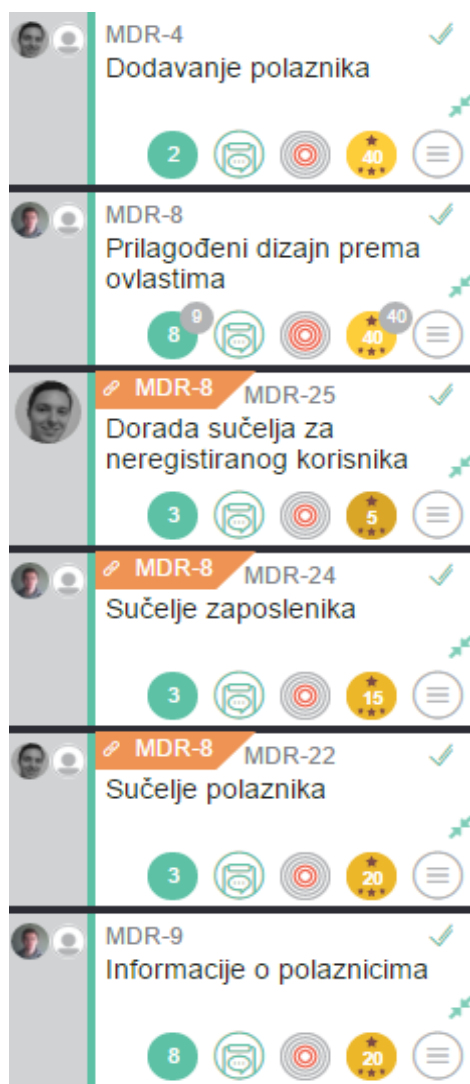 MDR-4
Dodavanje polaznika
2
40
MDR-8
Prilagođeni dizajn prema
ovlastima
8 9 40 40
MDR-8 MDR-25
Dorada sučelja za
neregistiranog korisnika
3 5
MDR-8 MDR-24
Sučelje zaposlenika
3 15
MDR-8 MDR-22
Sučelje polaznika
3 20
MDR-9
Informacije o polaznicima
8 20